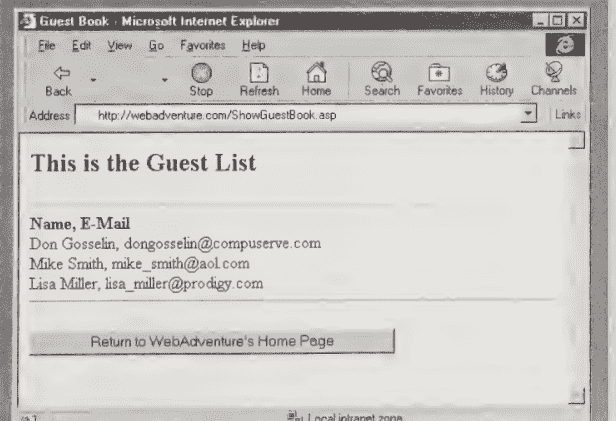 Guest Book - Microsoft Internet Explorer
File Edit View Go Favorites Help
Back Stop Refresh Home Search Favorites History Channels
Address http://webadventure.com/ShowGuestBook.asp Links
This is the Guest List
Name, E-Mail
Don Gosselin, dongosselin@compuserve.com
Mike Smith, mike_smith@aol.com
Lisa Miller, lisa_miller@prodigy.com
Return to WebAdventure's Home Page
Local intranet zone